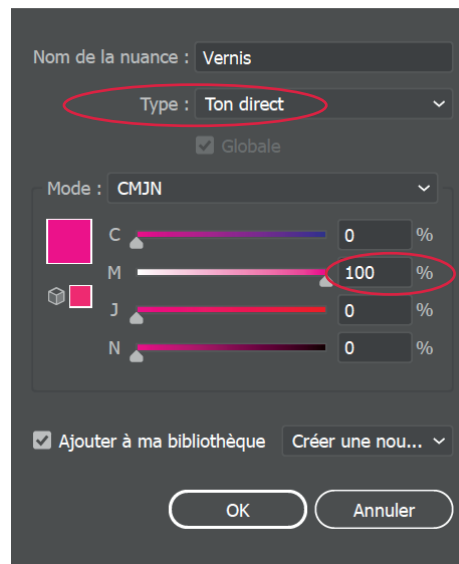 Nom de la nuance : Vernis
Type : Ton direct
Globale
Mode : CMJN
C 0 %
M 100 %
J 0 %
N 0 %
Ajouter à ma bibliothèque Créer une nou...
OK Annuler